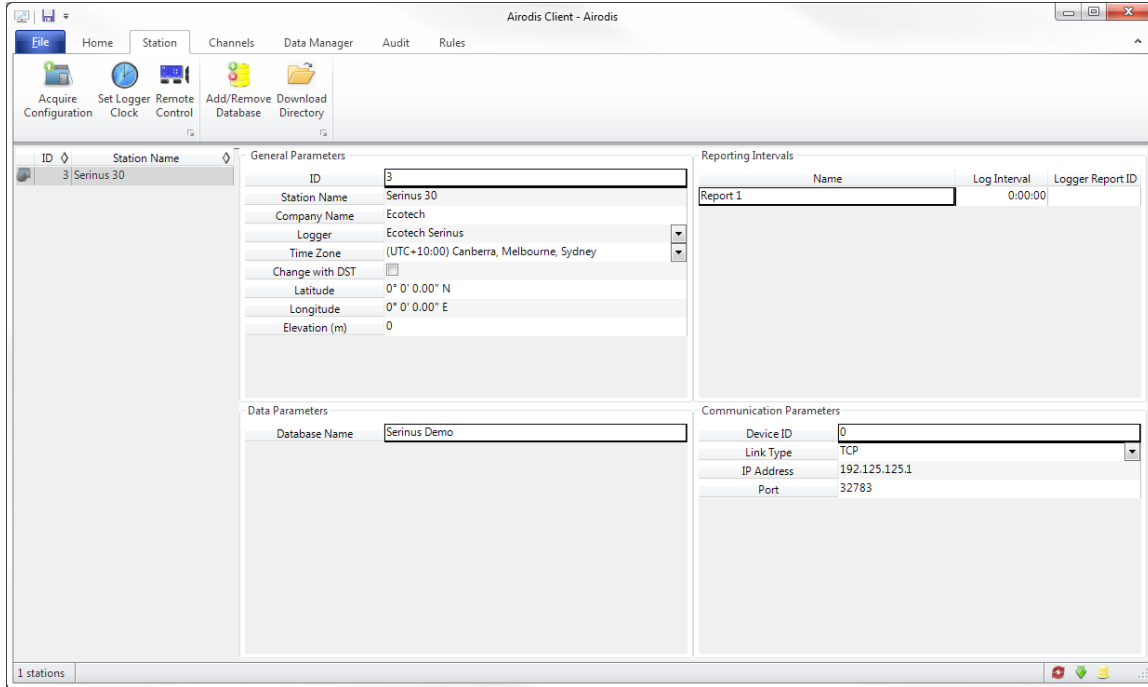 Airodis Client - Airodis
File Home Station Channels Data Manager Audit Rules
Acquire Configuration
Set Logger Clock
Remote Control
Add/Remove Database
Download Directory
ID Station Name
3 Serinus 30
General Parameters
ID 3
Station Name Serinus 30
Company Name Ecotech
Logger Ecotech Serinus
Time Zone (UTC+10:00) Canberra, Melbourne, Sydney
Change with DST
Latitude 0° 0' 0.00" N
Longitude 0° 0' 0.00" E
Elevation (m) 0
Reporting Intervals
Name Log Interval Logger Report ID
Report 1 0:00:00
Data Parameters
Database Name Serinus Demo
Communication Parameters
Device ID 0
Link Type TCP
IP Address 192.125.125.1
Port 32783
1 stations